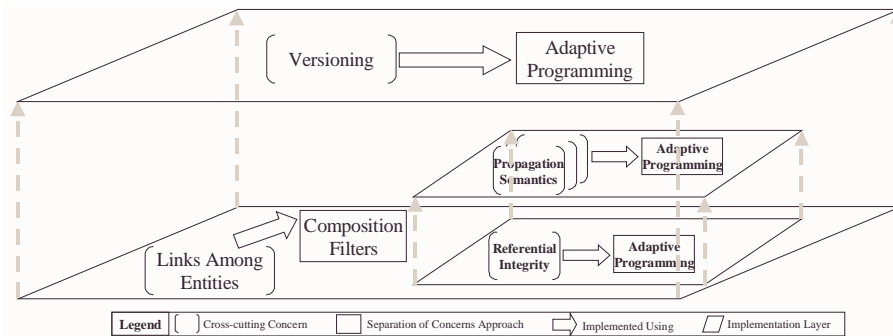 Versioning
Adaptive
Programming
Propagation
Semantics
Adaptive
Programming
Links Among
Entities
Composition
Filters
Referential
Integrity
Adaptive
Programming
Legend Cross-cutting Concern Separation of Concerns Approach Implemented Using Implementation Layer